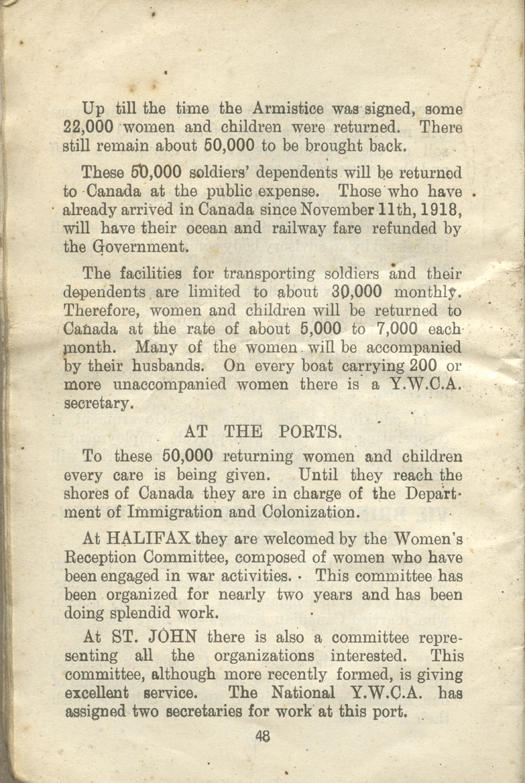 Up till the time the Armistice was signed, some
22,000 women and children were returned. There
still remain about 50,000 to be brought back.
These 50,000 soldiers' dependents will be returned
to Canada at the public expense. Those who have
already arrived in Canada since November 11th, 1918,
will have their ocean and railway fare refunded by
the Government.
The facilities for transporting soldiers and their
dependents are limited to about 30,000 monthly.
Therefore, women and children will be returned to
Canada at the rate of about 5,000 to 7,000 each
month. Many of the women will be accompanied
by their husbands. On every boat carrying 200 or
more unaccompanied women there is a Y.W.C.A.
secretary.
AT THE PORTS.
To these 50,000 returning women and children
every care is being given. Until they reach the
shores of Canada they are in charge of the Depart-
ment of Immigration and Colonization.
At HALIFAX they are welcomed by the Women's
Reception Committee, composed of women who have
been engaged in war activities. This committee has
been organized for nearly two years and has been
doing splendid work.
At ST. JOHN there is also a committee repre-
senting all the organizations interested. This
committee, although more recently formed, is giving
excellent service. The National Y.W.C.A. has
assigned two secretaries for work at this port.
48